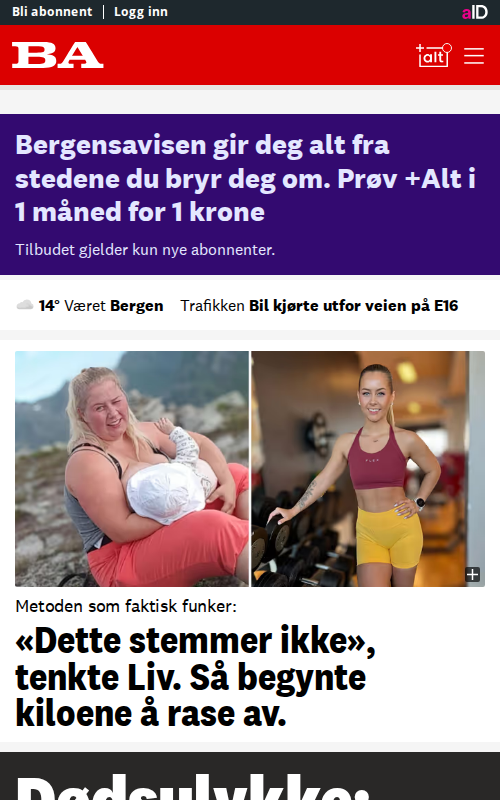 Bli abonnent | Logg inn
aID
BA
+alt
Bergensavisen gir deg alt fra
stedene du bryr deg om. Prøv +Alt i
1 måned for 1 krone
Tilbudet gjelder kun nye abonnenter.
14° Været Bergen Trafikken Bil kjørte utfor veien på E16
Metoden som faktisk funker:
«Dette stemmer ikke»,
tenkte Liv. Så begynte
kiloene å rase av.
Dødsulykke: